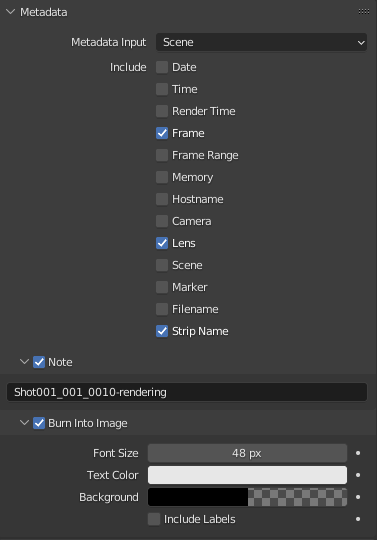 Metadata
Metadata Input Scene
Include Date
Time
Render Time
Frame
Frame Range
Memory
Hostname
Camera
Lens
Scene
Marker
Filename
Strip Name
Note
Shot001_001_0010-rendering
Burn Into Image
Font Size 48 px
Text Color
Background
Include Labels